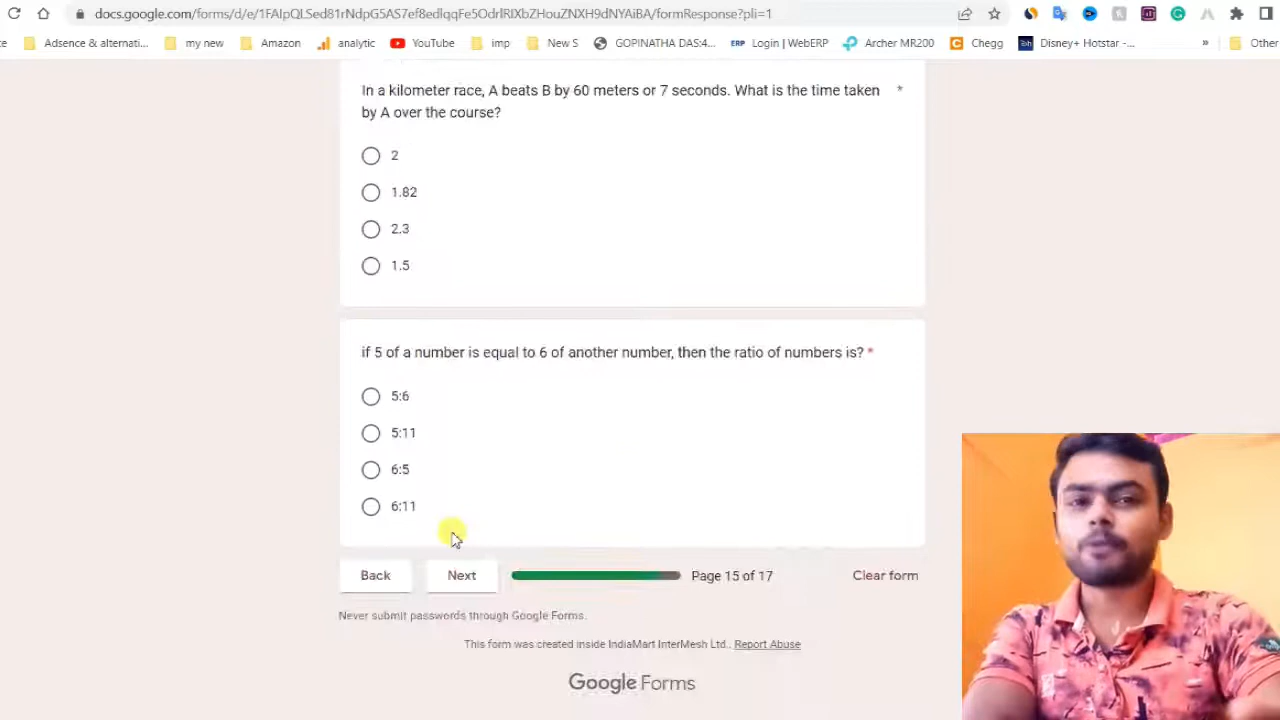 docs.google.com/forms/d/e/1FAIpQLSed81rNdpG5AS7ef8edlqqFe5OdrlRIXbZHouZNXH9dNYAiBA/formResponse?pli=1
Adsence & alternati...
my new
Amazon
analytic
YouTube
imp
New S
GOPINATHA DAS:4...
ERP
Login | WebERP
Archer MR200
Chegg
Disney+ Hotstar -...
»
Other
In a kilometer race, A beats B by 60 meters or 7 seconds. What is the time taken *
by A over the course?
2
1.82
2.3
1.5
if 5 of a number is equal to 6 of another number, then the ratio of numbers is? *
5:6
5:11
6:5
6:11
Back
Next
Page 15 of 17
Clear form
Never submit passwords through Google Forms.
This form was created inside IndiaMart InterMesh Ltd.. Report Abuse
Google Forms